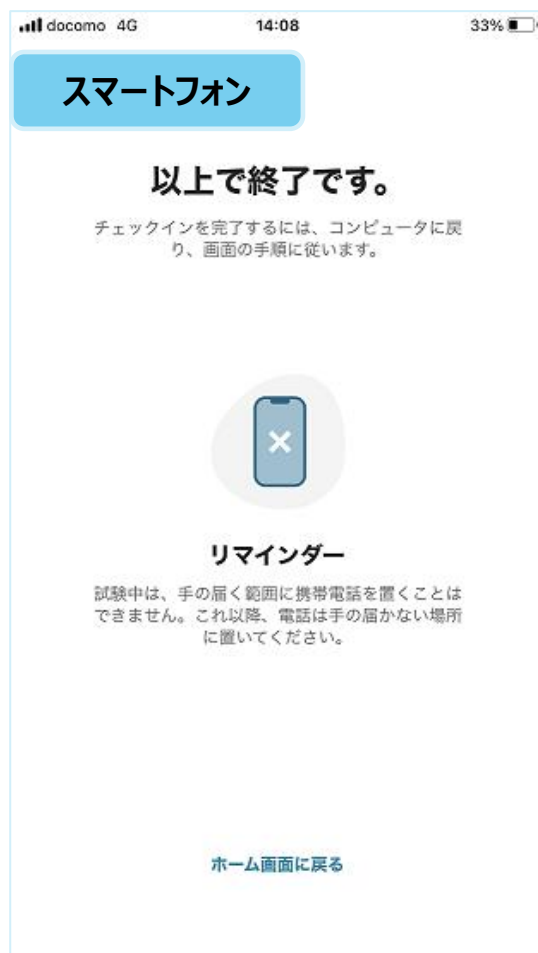 docomo 4G 14:08 33%
スマートフォン
以上で終了です。
チェックインを完了するには、コンピュータに戻
り、画面の手順に従います。
リマインダー
試験中は、手の届く範囲に携帯電話を置くことは
できません。これ以降、電話は手の届かない場所
に置いてください。
ホーム画面に戻る